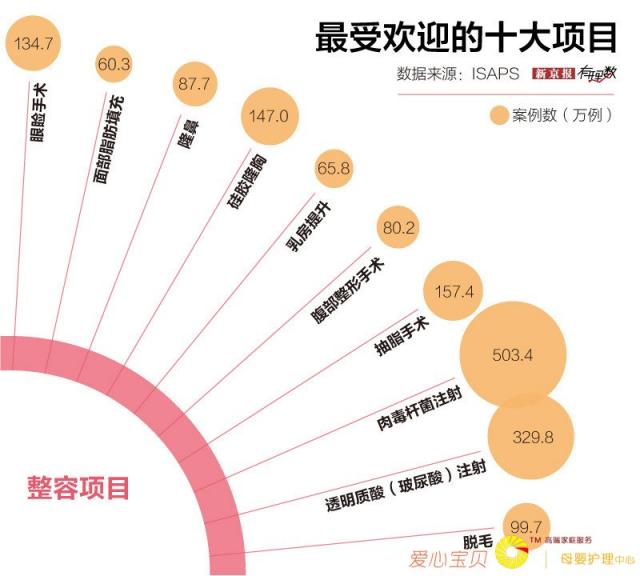 最受欢迎的十大项目
数据来源：ISAPS 新京报 有理数
案例数（万例）
134.7
眼睑手术
60.3
面部脂肪填充
87.7
隆鼻
147.0
硅胶隆胸
65.8
乳房提升
80.2
腹部整形手术
157.4
抽脂手术
503.4
肉毒杆菌注射
329.8
透明质酸（玻尿酸）注射
99.7
脱毛
整容项目
爱心宝贝 TM 高端家庭服务 母婴护理中心